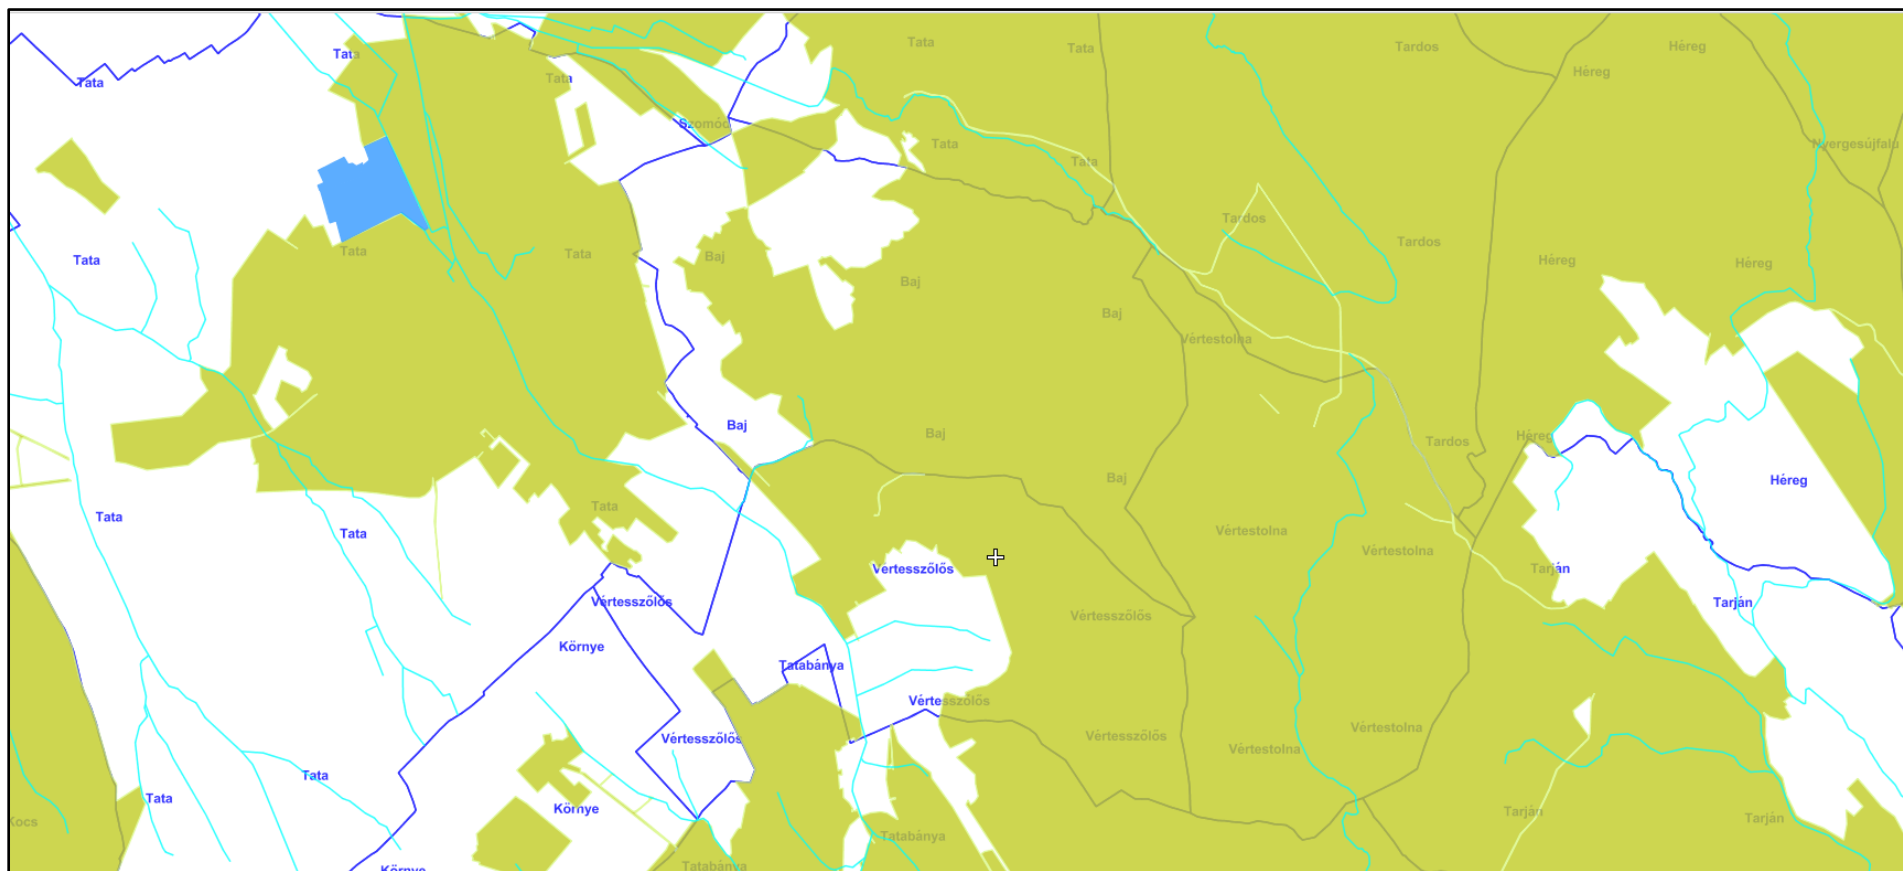 Tata
Tata
Tardos
Héreg
Tata
Tata
Héreg
Tata
Tata
Szomód
Tata
Nyergesújfalu
Tata
Tardos
Tardos
Tata
Tata
Baj
Tata
Héreg
Héreg
Baj
Baj
Vértestolna
Baj
Baj
Héreg
Tardos
Baj
Héreg
Tata
Tata
Tata
Vértestolna
Vértestolna
Vértesszőlős
Tarján
Vértesszőlős
Tarján
Vértesszőlős
Környe
Tatabánya
Vértesszőlős
Vértestolna
Vértesszőlős
Vértesszőlős
Vértestolna
Tata
Tata
Környe
Tarján
Kocs
Tarján
Tatabánya
Tatabánya
Környe